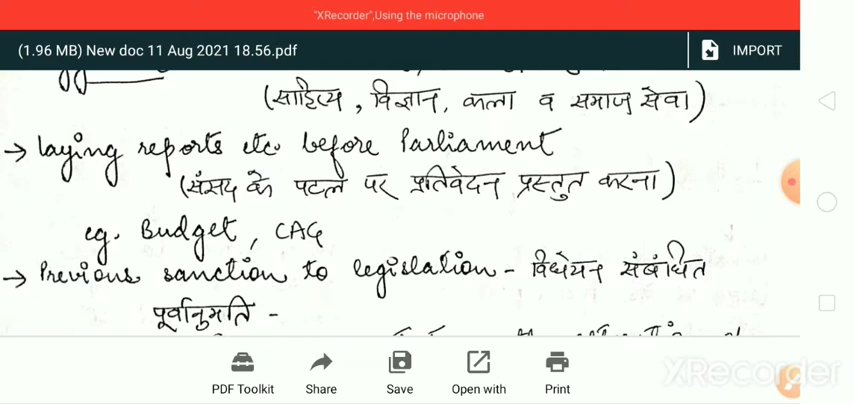 "XRecorder",Using the microphone
(1.96 MB) New doc 11 Aug 2021 18.56.pdf
IMPORT
(साहित्य, विज्ञान, कला व समाज सेवा)
→ Laying reports etc. before Parliament
(संसद के पटल पर प्रतिवेदन प्रस्तुत करना)
eg. Budget, CAG
→ Previous sanction to legislation - विधेयन संबंधित
पूर्वानुमति -
PDF Toolkit
Share
Save
Open with
Print
XRecorder